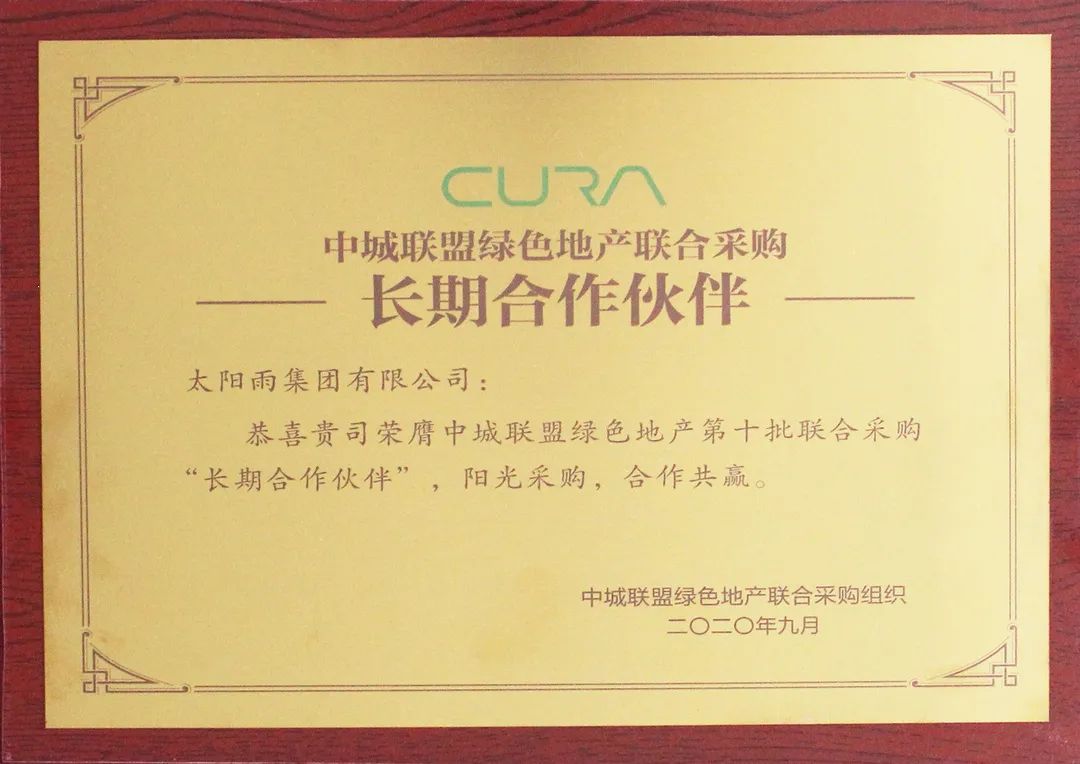 CURA
中城联盟绿色地产联合采购
长期合作伙伴
太阳雨集团有限公司：
恭喜贵司荣膺中城联盟绿色地产第十批联合采购
“长期合作伙伴”，阳光采购，合作共赢。
中城联盟绿色地产联合采购组织
二〇二〇年九月